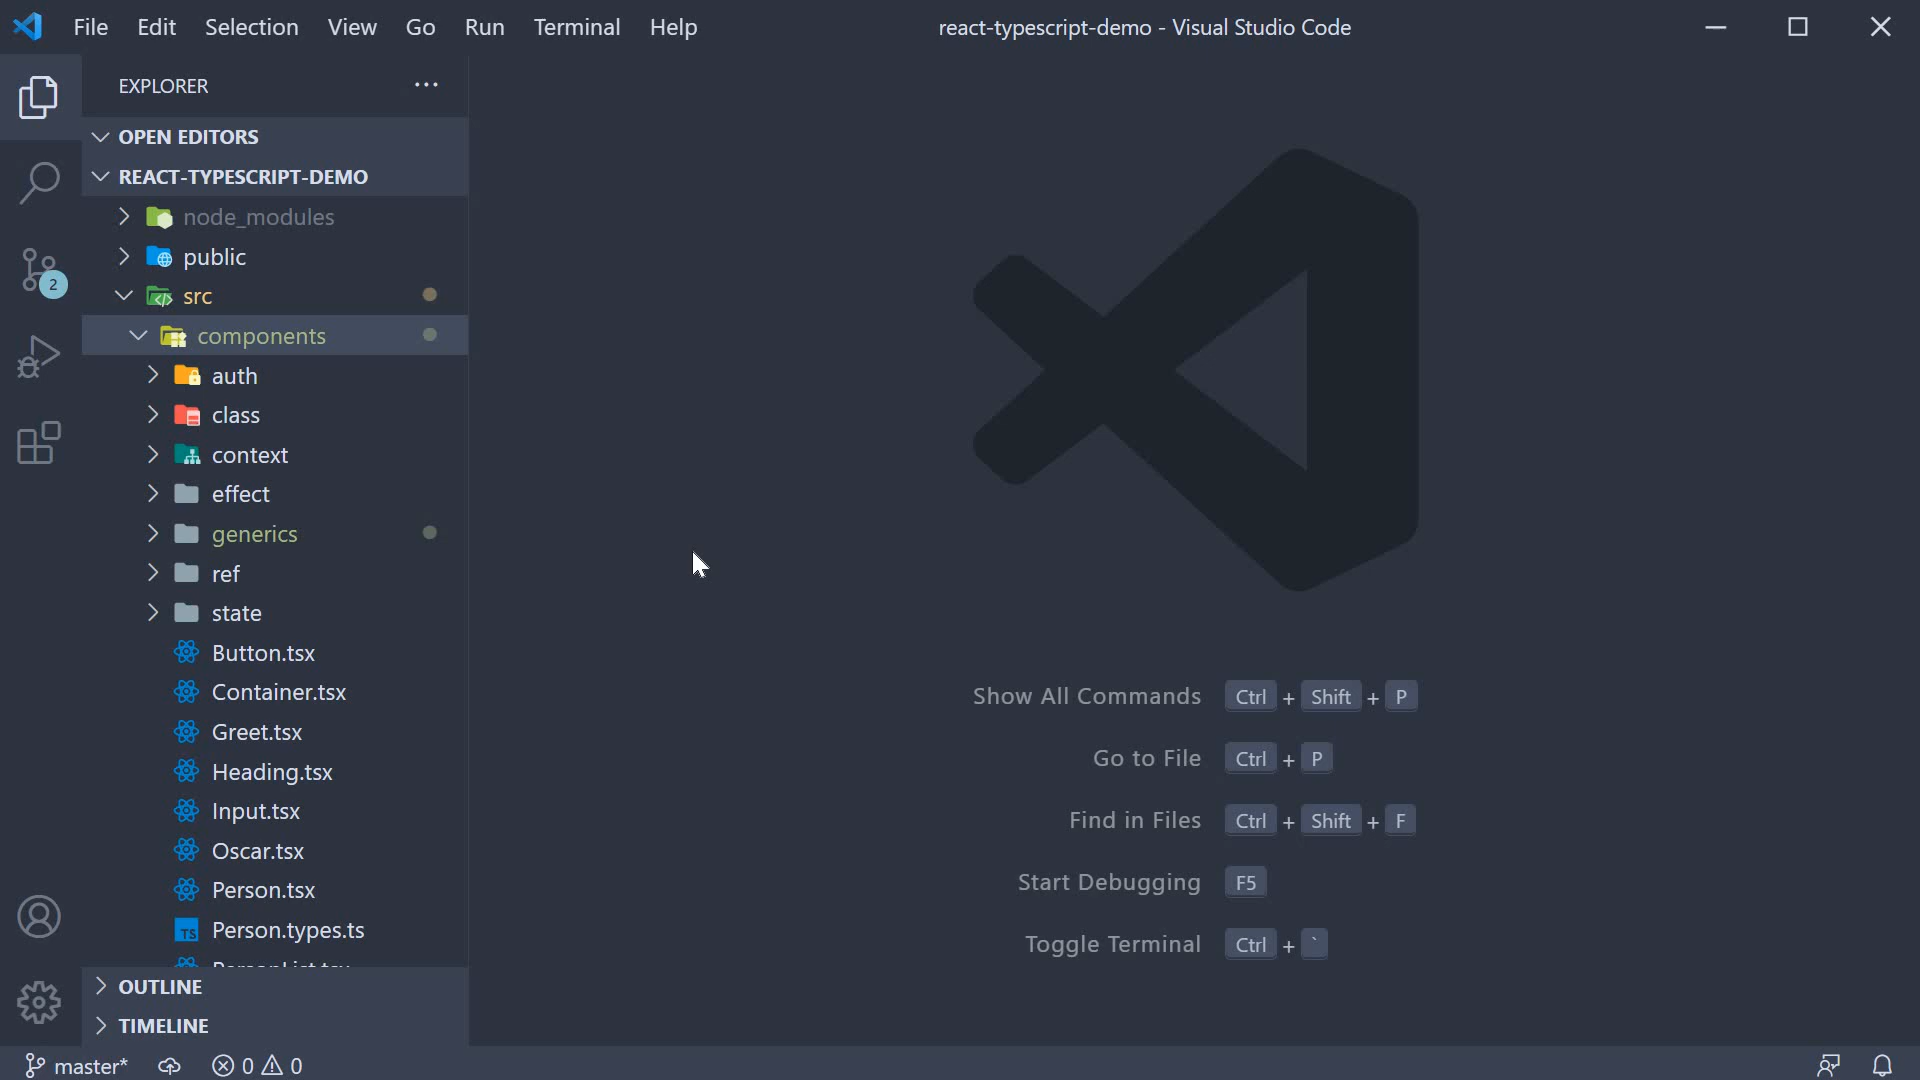 File Edit Selection View Go Run Terminal Help
react-typescript-demo - Visual Studio Code
EXPLORER
OPEN EDITORS
REACT-TYPESCRIPT-DEMO
node_modules
public
src
components
auth
class
context
effect
generics
ref
state
Button.tsx
Container.tsx
Greet.tsx
Heading.tsx
Input.tsx
Oscar.tsx
Person.tsx
TS Person.types.ts
OUTLINE
TIMELINE
2
Show All Commands Ctrl + Shift + P
Go to File Ctrl + P
Find in Files Ctrl + Shift + F
Start Debugging F5
Toggle Terminal Ctrl + `
master* 0 0